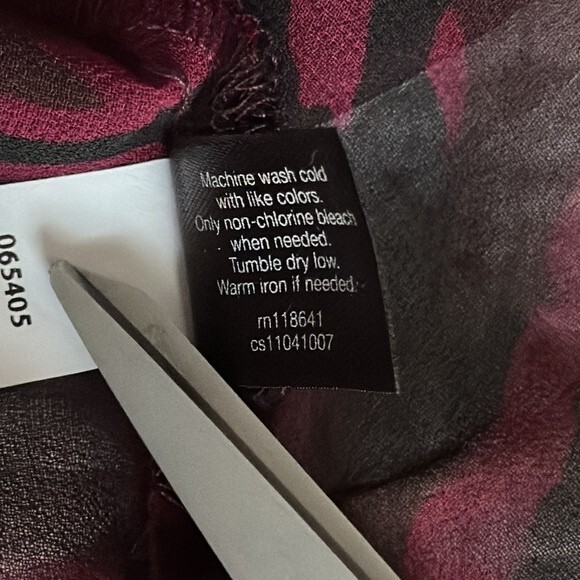 Machine wash cold
with like colors.
Only non-chlorine bleach
when needed.
Tumble dry low.
Warm iron if needed.
rn118641
cs11041007
065405